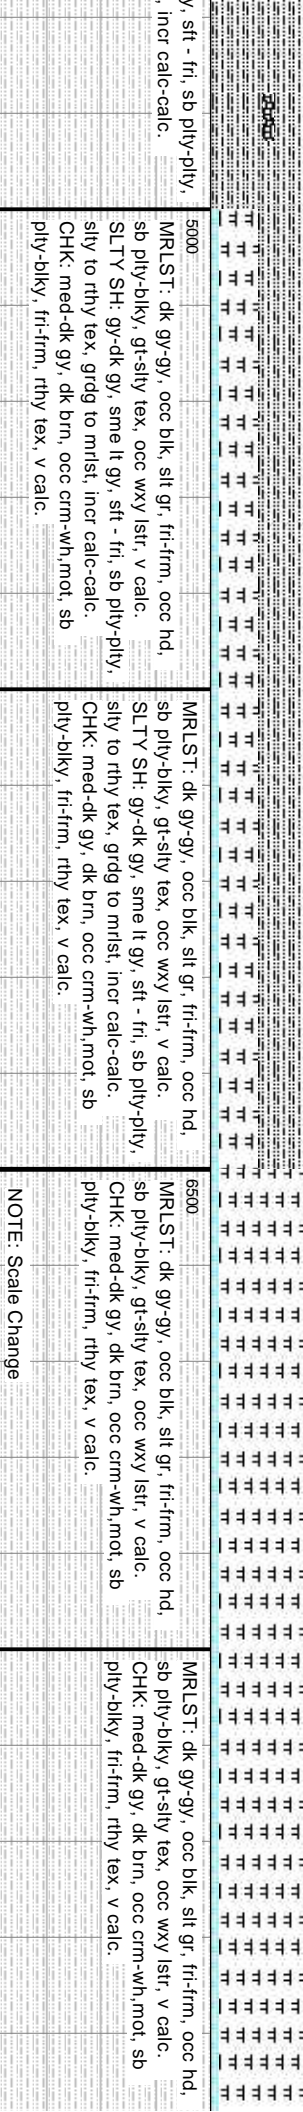 y, sft - fri, sb plty-plty,
, incr calc-calc.
5000
MRLST: dk gy-gy, occ blk, slt gr, fri-frm, occ hd,
sb plty-blky, gt-slty tex, occ wxy lstr, v calc.
SLTY SH: gy-dk gy, sme lt gy, sft - fri, sb plty-plty,
slty to rthy tex, grdg to mrlst, incr calc-calc.
CHK: med-dk gy, dk brn, occ crm-wh,mot, sb
plty-blky, fri-frm, rthy tex, v calc.
MRLST: dk gy-gy, occ blk, slt gr, fri-frm, occ hd,
sb plty-blky, gt-slty tex, occ wxy lstr, v calc.
SLTY SH: gy-dk gy, sme lt gy, sft - fri, sb plty-plty,
slty to rthy tex, grdg to mrlst, incr calc-calc.
CHK: med-dk gy, dk brn, occ crm-wh,mot, sb
plty-blky, fri-frm, rthy tex, v calc.
6500
MRLST: dk gy-gy, occ blk, slt gr, fri-frm, occ hd,
sb plty-blky, gt-slty tex, occ wxy lstr, v calc.
CHK: med-dk gy, dk brn, occ crm-wh,mot, sb
plty-blky, fri-frm, rthy tex, v calc.
NOTE: Scale Change
MRLST: dk gy-gy, occ blk, slt gr, fri-frm, occ hd,
sb plty-blky, gt-slty tex, occ wxy lstr, v calc.
CHK: med-dk gy, dk brn, occ crm-wh,mot, sb
plty-blky, fri-frm, rthy tex, v calc.